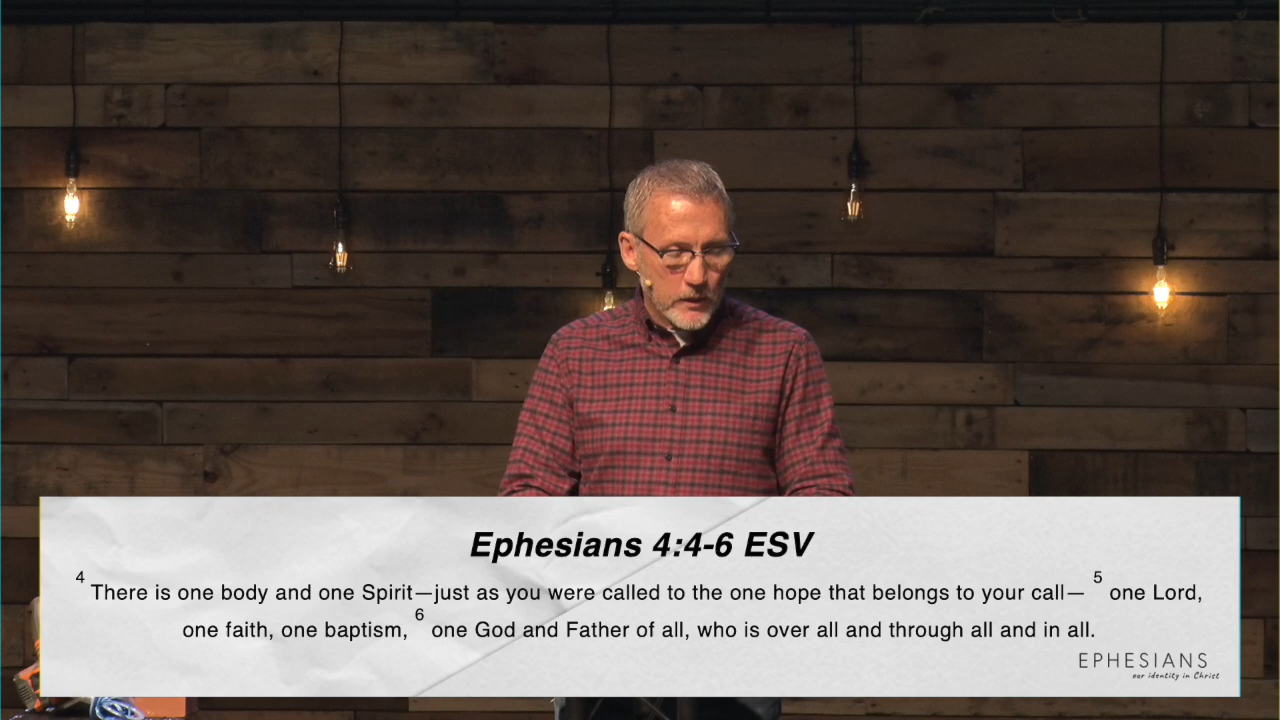 Ephesians 4:4-6 ESV
4 There is one body and one Spirit—just as you were called to the one hope that belongs to your call— 5 one Lord,
one faith, one baptism, 6 one God and Father of all, who is over all and through all and in all.
EPHESIANS
our identity in Christ